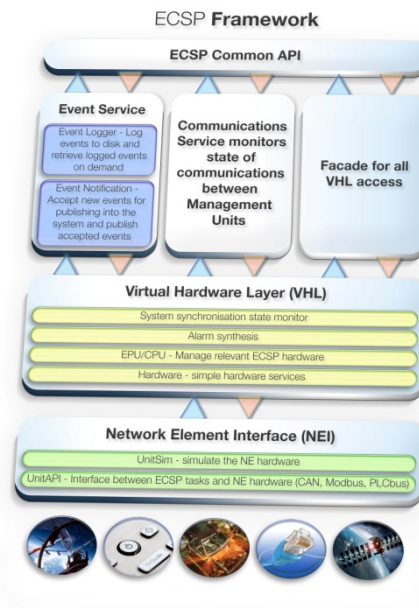 ECSP Framework
ECSP Common API
Event Service
Event Logger - Log
events to disk and
retrieve logged events
on demand
Event Notification -
Accept new events for
publishing into the
system and publish
accepted events
Communications
Service monitors
state of
communications
between
Management
Units
Facade for all
VHL access
Virtual Hardware Layer (VHL)
System synchronisation state monitor
Alarm synthesis
EPU/CPU - Manage relevant ECSP hardware
Hardware - simple hardware services
Network Element Interface (NEI)
UnitSim - simulate the NE hardware
UnitAPI - Interface between ECSP tasks and NE hardware (CAN, Modbus, PLCbus)